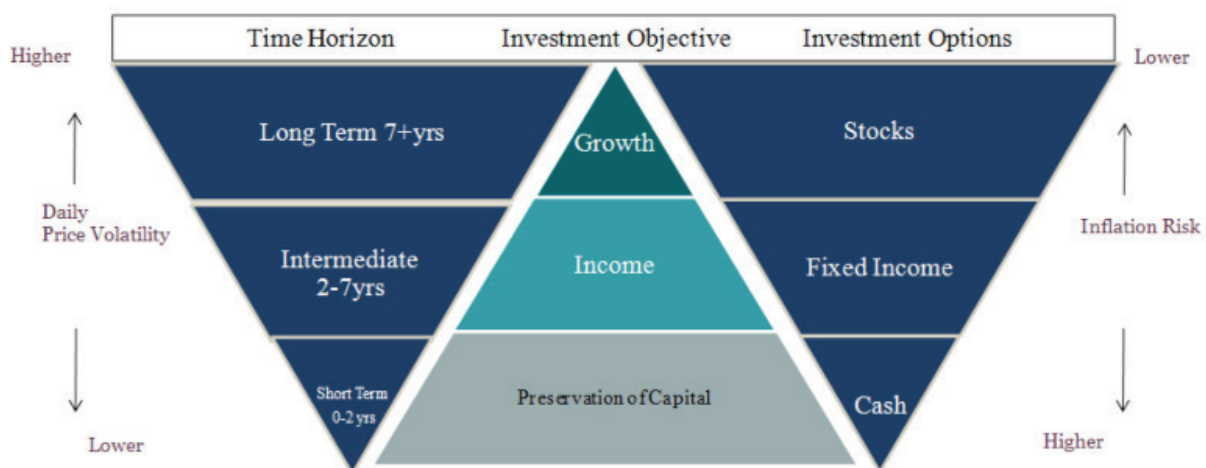 Time Horizon Investment Objective Investment Options
Higher
Lower
Long Term 7+yrs
Growth
Stocks
Daily
Price Volatility
Inflation Risk
Intermediate
2-7yrs
Income
Fixed Income
Short Term
0-2 yrs
Preservation of Capital
Cash
Lower
Higher